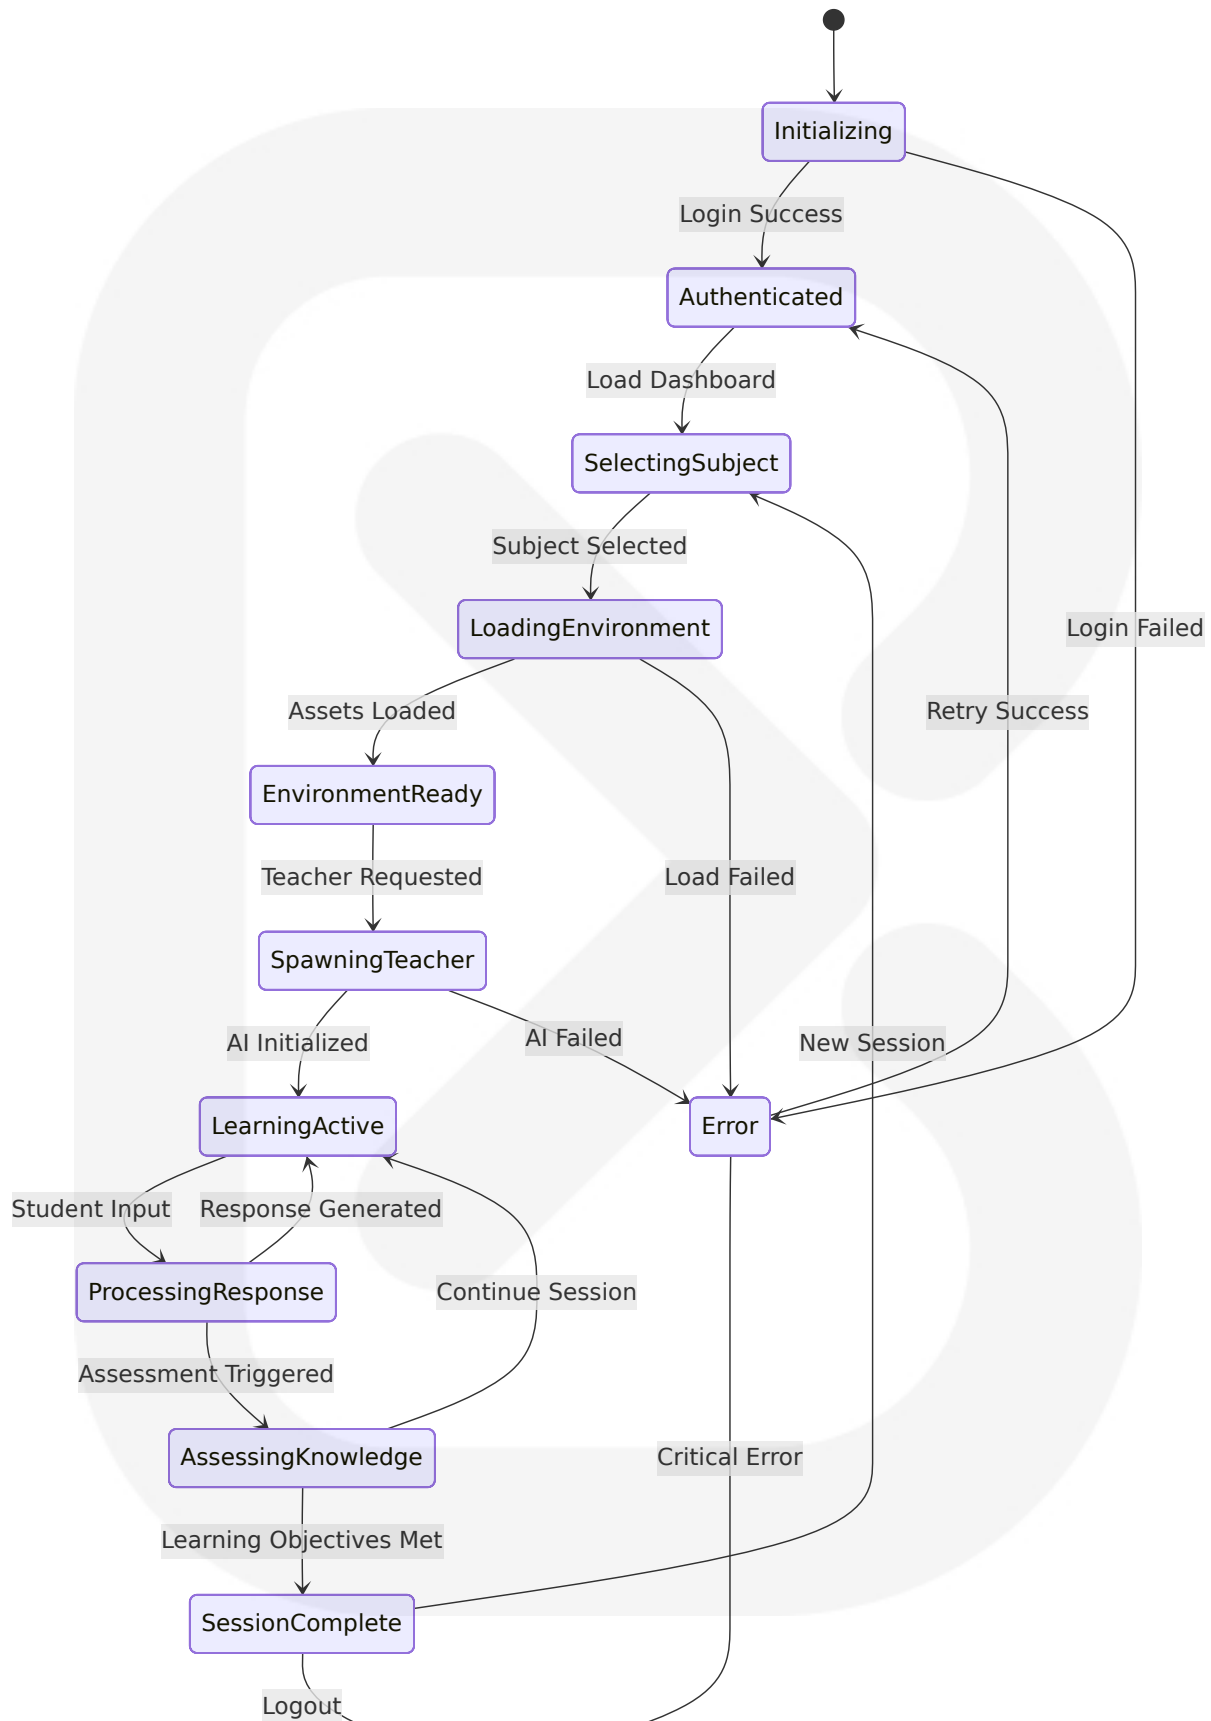 Initializing
Login Success
Authenticated
Load Dashboard
SelectingSubject
Subject Selected
LoadingEnvironment
Login Failed
Assets Loaded
Retry Success
EnvironmentReady
Teacher Requested
Load Failed
SpawningTeacher
AI Initialized
AI Failed
New Session
LearningActive
Error
Student Input
Response Generated
ProcessingResponse
Continue Session
Assessment Triggered
AssessingKnowledge
Critical Error
Learning Objectives Met
SessionComplete
Logout